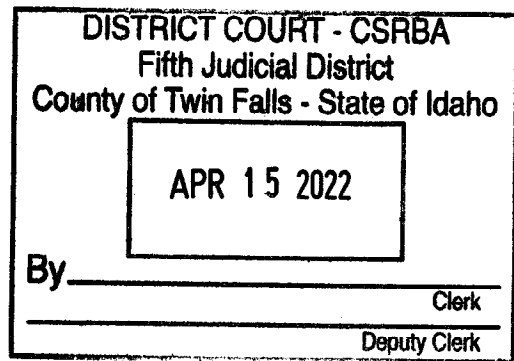 DISTRICT COURT - CSRBA
Fifth Judicial District
County of Twin Falls - State of Idaho
APR 15 2022
By
Clerk
Deputy Clerk